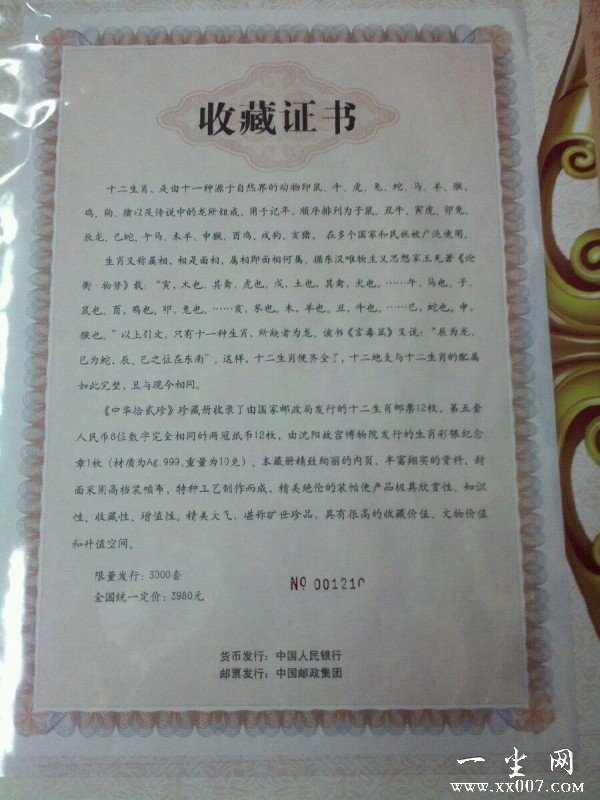 收藏证书
十二生肖，是由十一种源于自然界的动物即鼠、牛、虎、兔、蛇、马、羊、猴、
鸡、狗、猪以及传说中的龙所组成，用于记年，顺序排列为子鼠、丑牛、寅虎、卯兔、
辰龙、巳蛇、午马、未羊、申猴、酉鸡、戌狗、亥猪。在多个国家和民族被广泛使用。
生肖又称属相，相是面相，属相即面相何属。据东汉唯物主义思想家王充著《论
衡·物势》载：“寅，木也，其禽，虎也。戌，土也，其禽，犬也。……午，马也。子，
鼠也。酉，鸡也。卯，兔也。……亥，豕也。未，羊也。丑，牛也。……巳，蛇也。申，
猴也。”以上引文，只有十一种生肖，所缺者为龙。该书《言毒篇》又说：“辰为龙，
巳为蛇，辰、巳之位在东南”，这样，十二生肖便齐全了，十二地支与十二生肖的配属
如此完整，且与现今相同。
《中华拾贰珍》珍藏册收录了由国家邮政局发行的十二生肖邮票12枚，第五套
人民币8位数字完全相同的两冠纸币12枚，由沈阳故宫博物院发行的生肖彩银纪念
章1枚（材质为Ag.999,重量为10克）。本藏册精致绚丽的内页，丰富翔实的资料，封
面采用高档装帧布，特种工艺制作而成，精美绝伦的装帧使产品极具欣赏性、知识
性、收藏性、增值性。精美大气，堪称旷世珍品，具有很高的收藏价值、文物价值
和升值空间。
限量发行：3000套
全国统一定价：3980元
№ 001210
货币发行：中国人民银行
邮票发行：中国邮政集团
一尘网
www.xx007.com